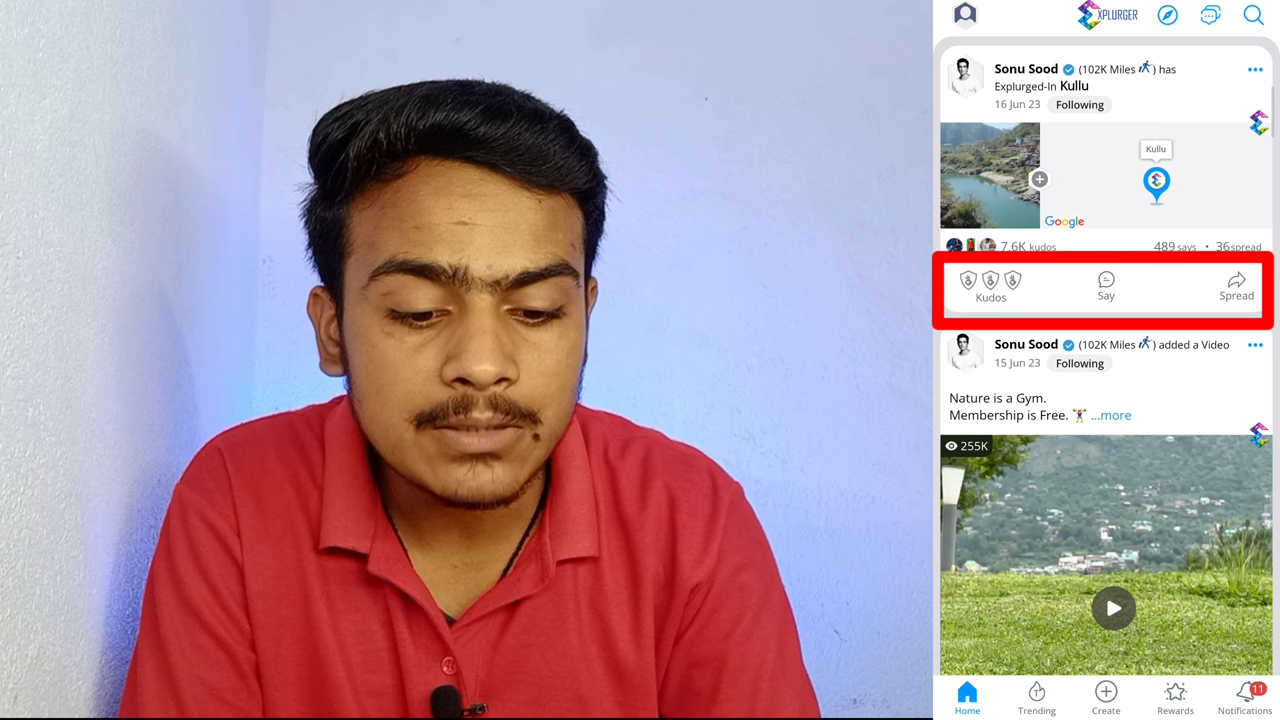 XPLURGER
Sonu Sood (102K Miles ) has
Explurged-In Kullu
16 Jun 23 Following
Kullu
Google
7.6K kudos 489 says • 36 spread
Kudos Say Spread
Sonu Sood (102K Miles ) added a Video
15 Jun 23 Following
Nature is a Gym.
Membership is Free. ...more
255K
Home Trending Create Rewards Notifications
11